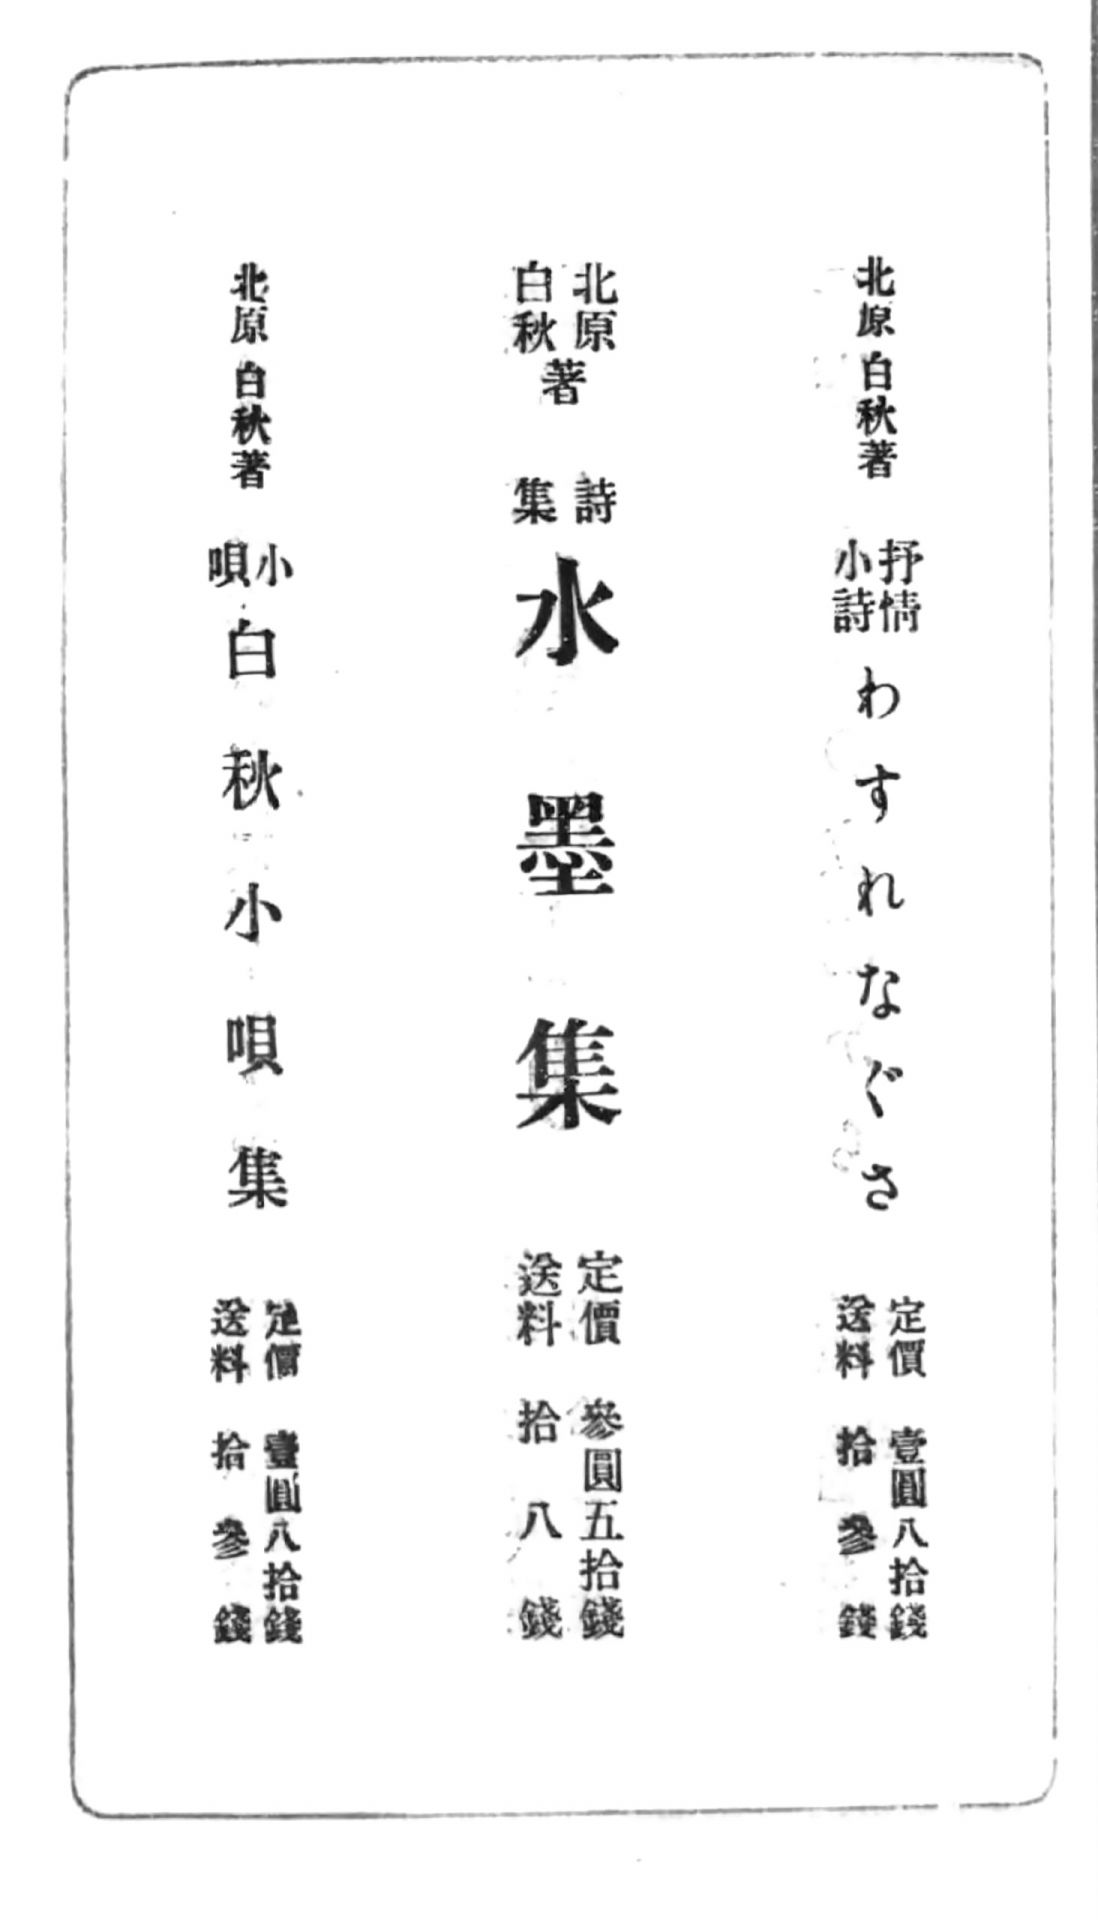 北原白秋著 抒情小詩 わすれなぐさ 定價 壹圓八拾錢 送料 拾參錢
北原白秋著 詩集 水墨集 定價 參圓五拾錢 送料 拾八錢
北原白秋著 小唄 白秋小唄集 定價 壹圓八拾錢 送料 拾參錢